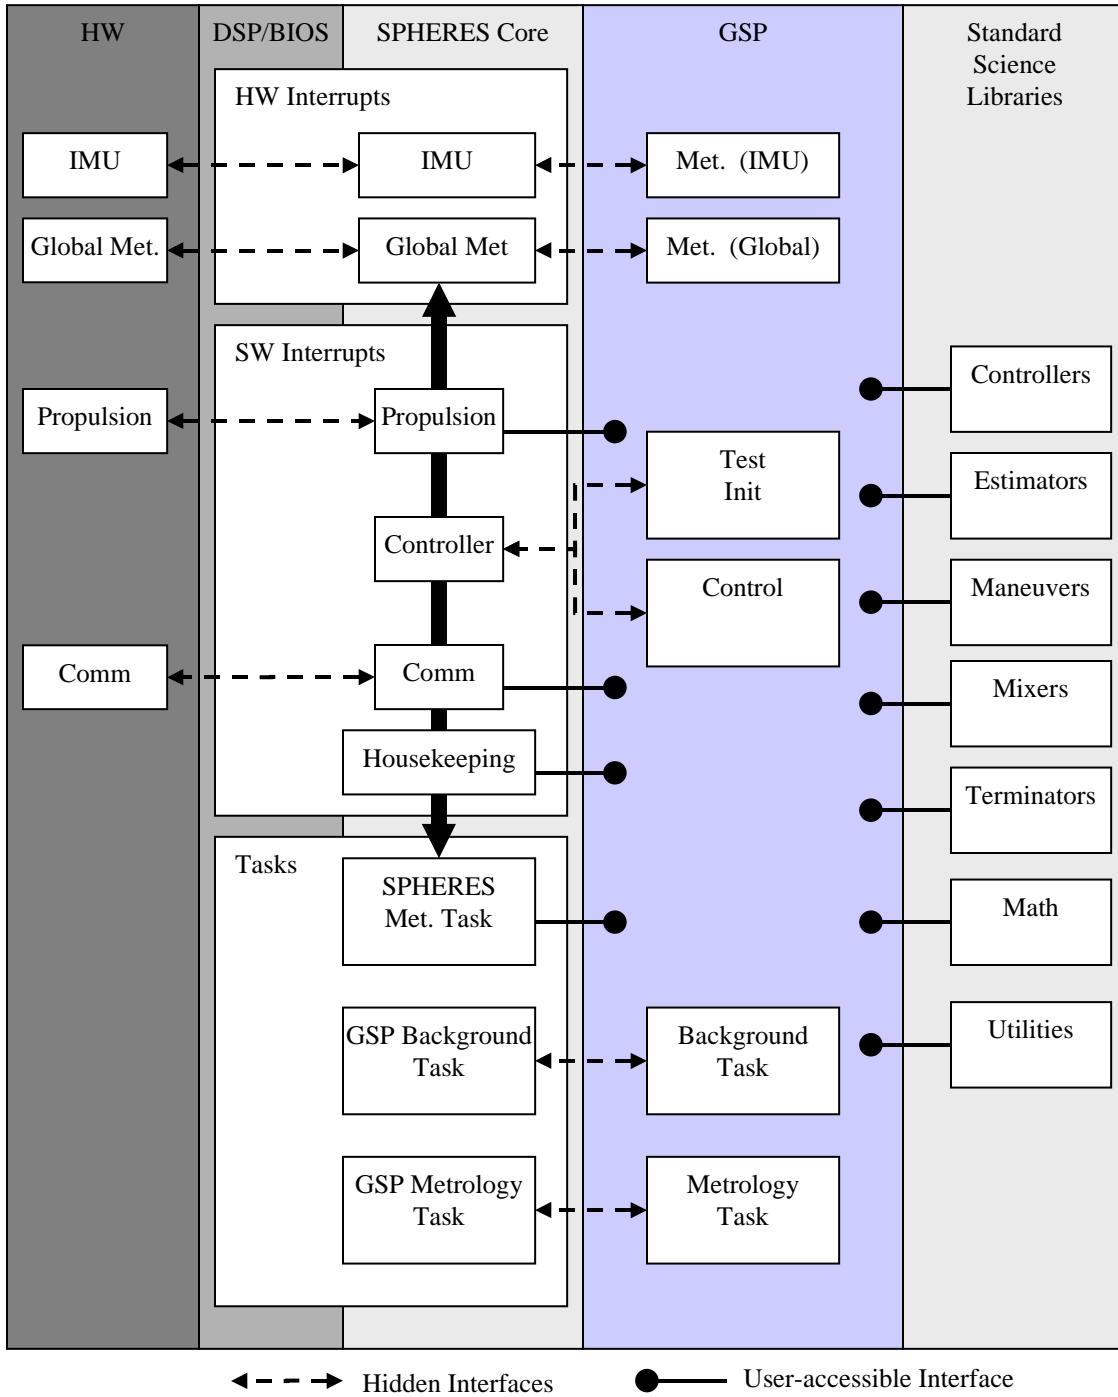 HW
DSP/BIOS
SPHERES Core
GSP
Standard
Science
Libraries
HW Interrupts
IMU
IMU
Met. (IMU)
Global Met.
Global Met
Met. (Global)
SW Interrupts
Controllers
Propulsion
Propulsion
Test
Init
Estimators
Controller
Control
Maneuvers
Comm
Comm
Mixers
Housekeeping
Terminators
Tasks
SPHERES
Met. Task
Math
GSP Background
Task
Background
Task
Utilities
GSP Metrology
Task
Metrology
Task
Hidden Interfaces
User-accessible Interface